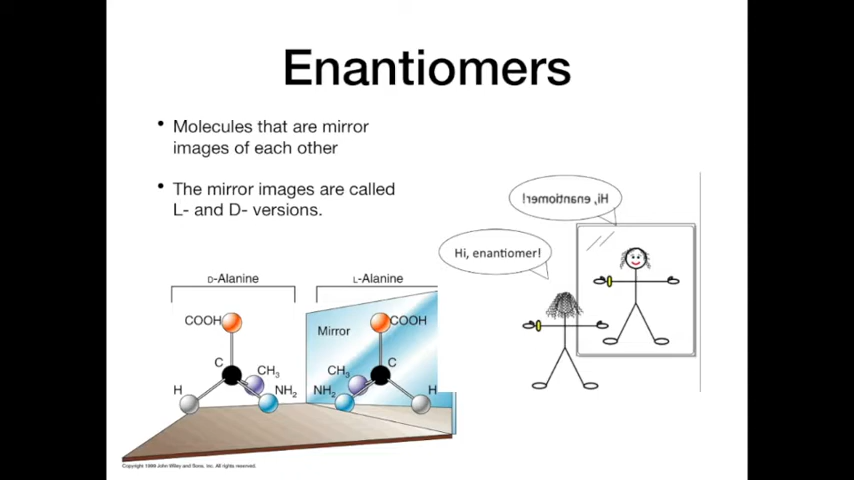 Enantiomers
• Molecules that are mirror
images of each other
• The mirror images are called
L- and D- versions.
Hi, enantiomer!
Hi, enantiomer!
D-Alanine
L-Alanine
COOH
COOH
Mirror
C
C
CH3
CH3
H
NH2
NH2
H
Copyright 1999 John Wiley and Sons, Inc. All rights reserved.